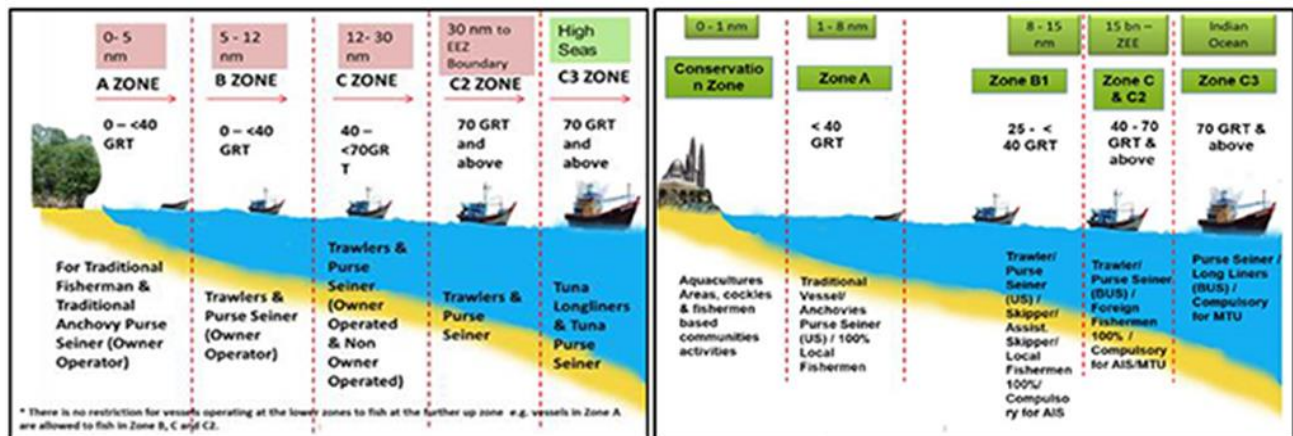 0- 5
nm
5 - 12
nm
12- 30
nm
30 nm to
EEZ
Boundary
High
Seas
A ZONE
B ZONE
C ZONE
C2 ZONE
C3 ZONE
0 – <40
GRT
0 – <40
GRT
40 –
<70GR
T
70 GRT
and
above
70 GRT
and
above
For Traditional
Fisherman &
Traditional
Anchovy Purse
Seiner (Owner
Operator)
Trawlers &
Purse Seiner
(Owner
Operator)
Trawlers &
Purse
Seiner
(Owner
Operated
& Non
Owner
Operated)
Trawlers &
Purse
Seiner
Tuna
Longliners
& Tuna
Purse
Seiner
* There is no restriction for vessels operating at the lower zones to fish at the further up zone e.g. vessels in Zone A
are allowed to fish in Zone B, C and C2.
0 - 1 nm
1 - 8 nm
8 - 15
nm
15 bn –
ZEE
Indian
Ocean
Conservatio
n Zone
Zone A
Zone B1
Zone C
& C2
Zone C3
< 40
GRT
25 - <
40 GRT
40 - 70
GRT &
above
70 GRT &
above
Aquacultures
Areas, cockles
& fishermen
based
communities
activities
Traditional
Vessel/
Anchovies
Purse Seiner
(US) / 100%
Local
Fishermen
Trawler/
Purse
Seiner
(US) /
Skipper/
Assist.
Skipper/
Local
Fishermen
100%/
Compulso
ry for AIS
Trawler/
Purse Seiner
(BUS) /
Foreign
Fishermen
100% /
Compulsory
for AIS/MTU
Purse Seiner /
Long Liners
(BUS) /
Compulsory
for MTU